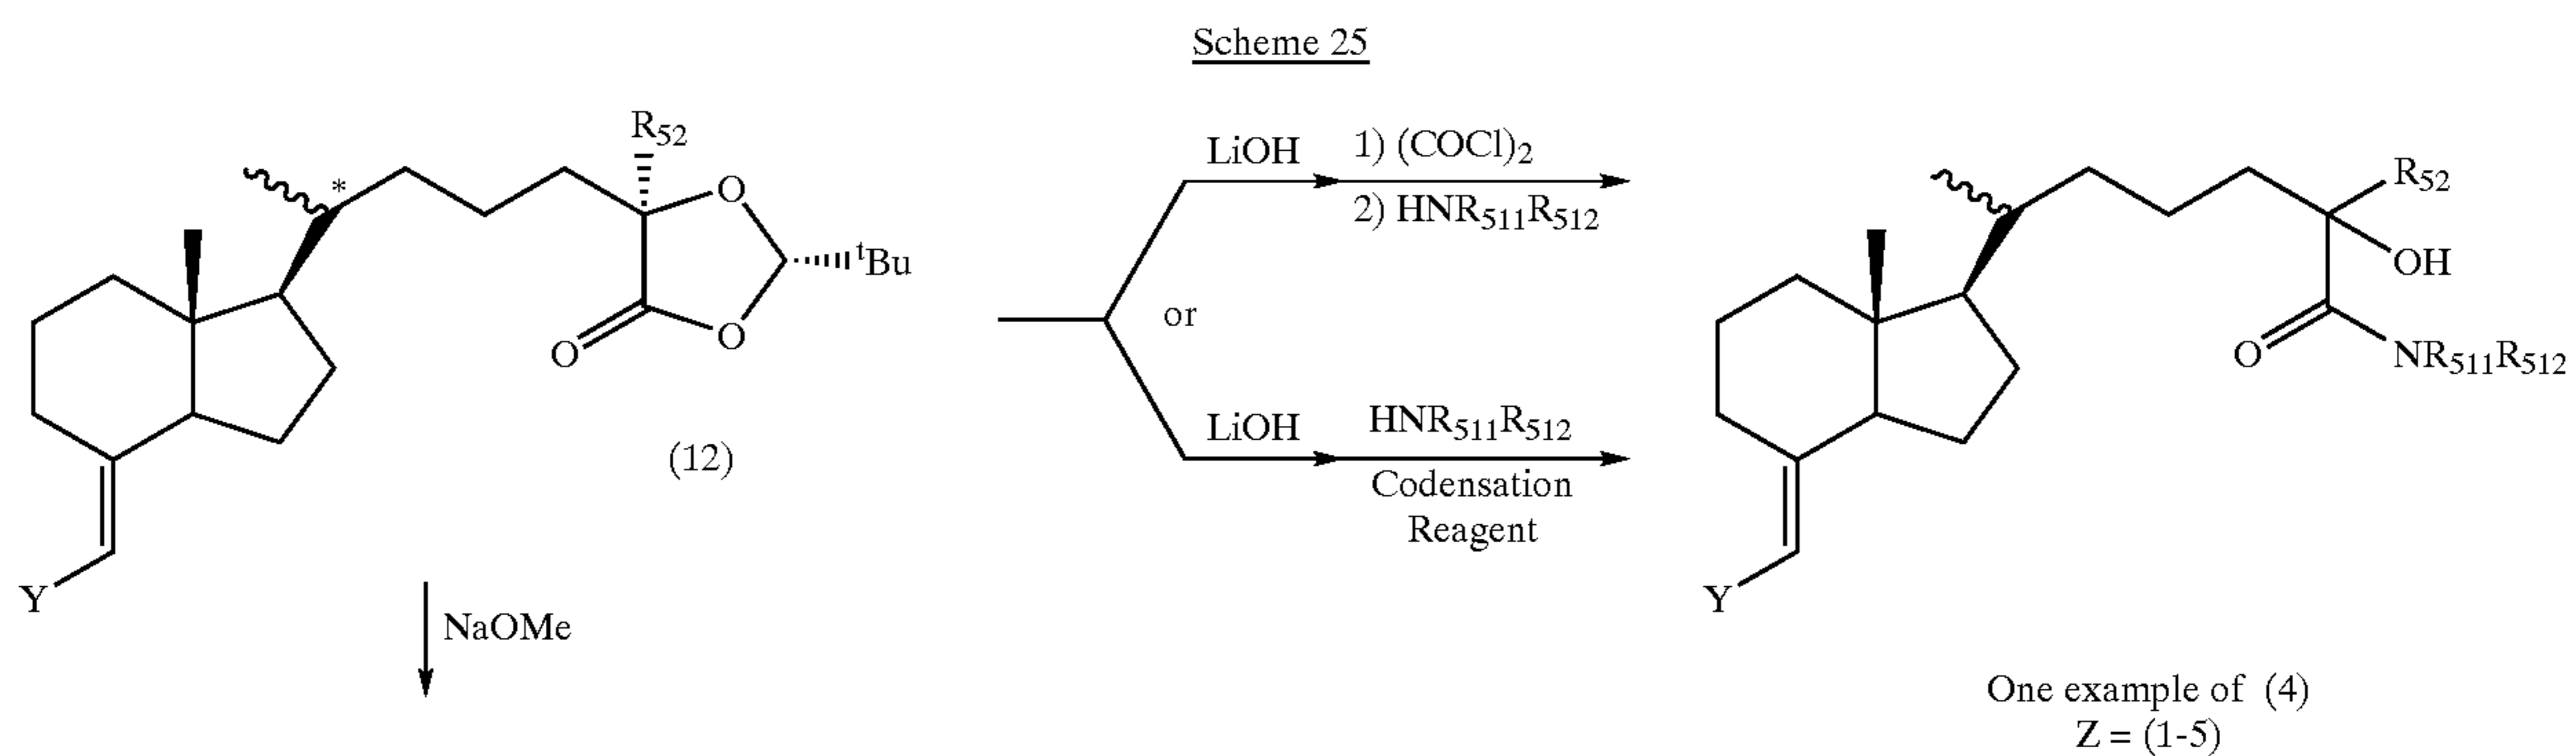 Scheme 25
R52
*
O
O
O
tBu
(12)
Y
NaOMe
LiOH
1) (COCl)2
2) HNR511R512
or
LiOH
HNR511R512
Codensation
Reagent
R52
OH
O
NR511R512
Y
One example of (4)
Z = (1-5)